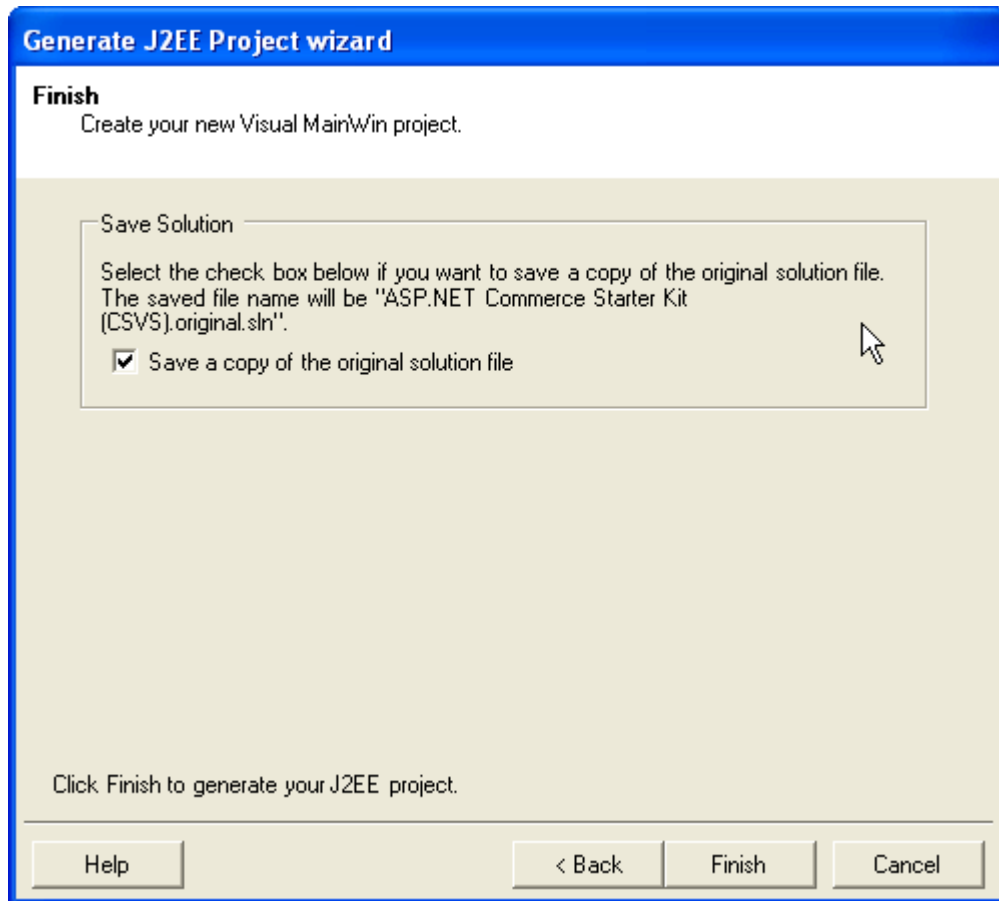 Generate J2EE Project wizard
Finish
Create your new Visual MainWin project.
Save Solution
Select the check box below if you want to save a copy of the original solution file.
The saved file name will be "ASP.NET Commerce Starter Kit
(CSVS).original.sln".
Save a copy of the original solution file
Click Finish to generate your J2EE project.
Help
< Back
Finish
Cancel